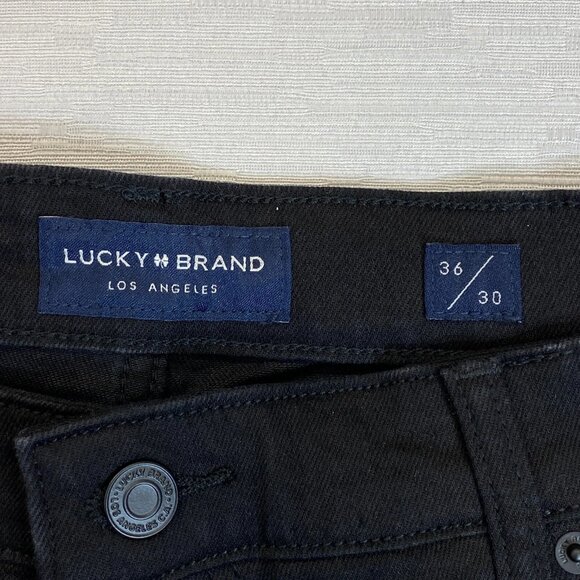 LUCKY BRAND
LOS ANGELES
36/30
LUCKY BRAND
LOS ANGELES C.A.